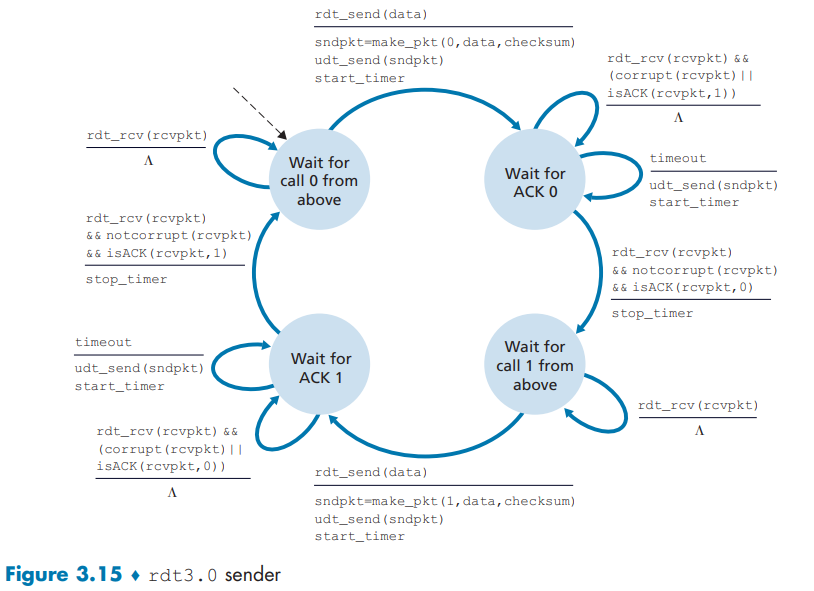 rdt_send(data)
sndpkt=make_pkt(0,data,checksum)
udt_send(sndpkt)
start_timer
rdt_rcv(rcvpkt) &&
(corrupt(rcvpkt)||
isACK(rcvpkt,1))
Λ
rdt_rcv(rcvpkt)
Λ
Wait for
call 0 from
above
Wait for
ACK 0
timeout
udt_send(sndpkt)
start_timer
rdt_rcv(rcvpkt)
&& notcorrupt(rcvpkt)
&& isACK(rcvpkt,1)
stop_timer
rdt_rcv(rcvpkt)
&& notcorrupt(rcvpkt)
&& isACK(rcvpkt,0)
stop_timer
timeout
udt_send(sndpkt)
start_timer
Wait for
ACK 1
Wait for
call 1 from
above
rdt_rcv(rcvpkt)
Λ
rdt_rcv(rcvpkt) &&
(corrupt(rcvpkt)||
isACK(rcvpkt,0))
Λ
rdt_send(data)
sndpkt=make_pkt(1,data,checksum)
udt_send(sndpkt)
start_timer
Figure 3.15 ♦ rdt3.0 sender